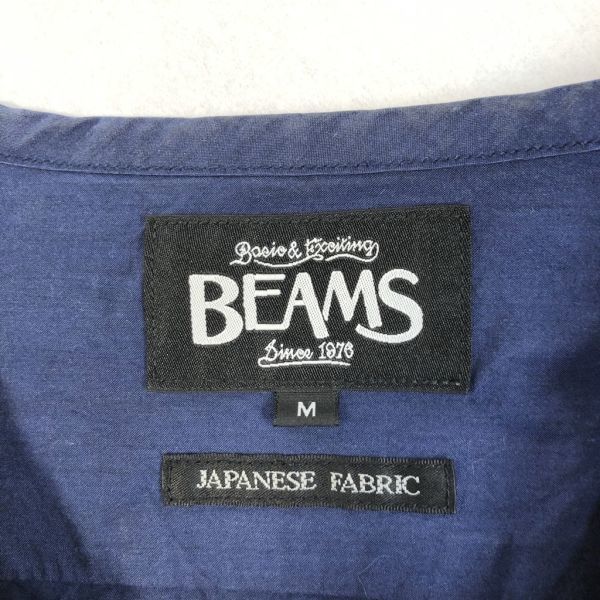 Basic & Exciting
BEAMS
Since 1976
M
JAPANESE FABRIC